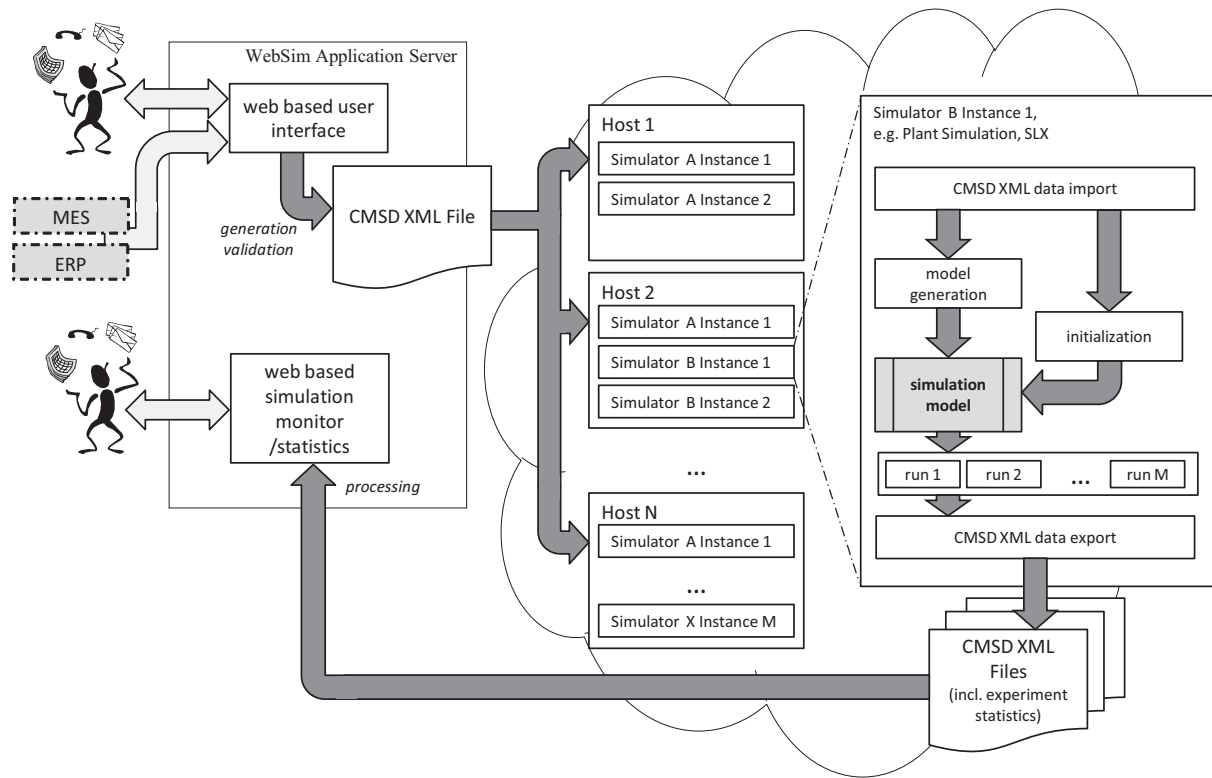 WebSim Application Server
web based user
interface
MES
ERP
generation
validation
CMSD XML File
web based
simulation
monitor
/statistics
processing
Host 1
Simulator A Instance 1
Simulator A Instance 2
Host 2
Simulator A Instance 1
Simulator B Instance 1
Simulator B Instance 2
...
Host N
Simulator A Instance 1
...
Simulator X Instance M
Simulator B Instance 1,
e.g. Plant Simulation, SLX
CMSD XML data import
model
generation
initialization
simulation
model
run 1
run 2
...
run M
CMSD XML data export
CMSD XML
Files
(incl. experiment
statistics)